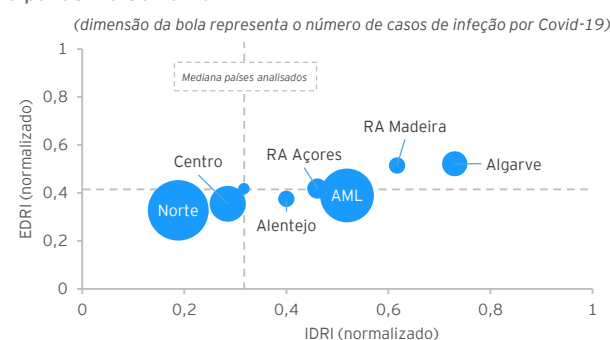 (dimensão da bola representa o número de casos de infeção por Covid-19)
1
Mediana países analisados
0,8
EDRI (normalizado)
RA Madeira
0,6
Centro
RA Açores
Algarve
0,4
Norte
AML
Alentejo
0,2
0
0
0,2
0,4
0,6
0,8
1
IDRI (normalizado)